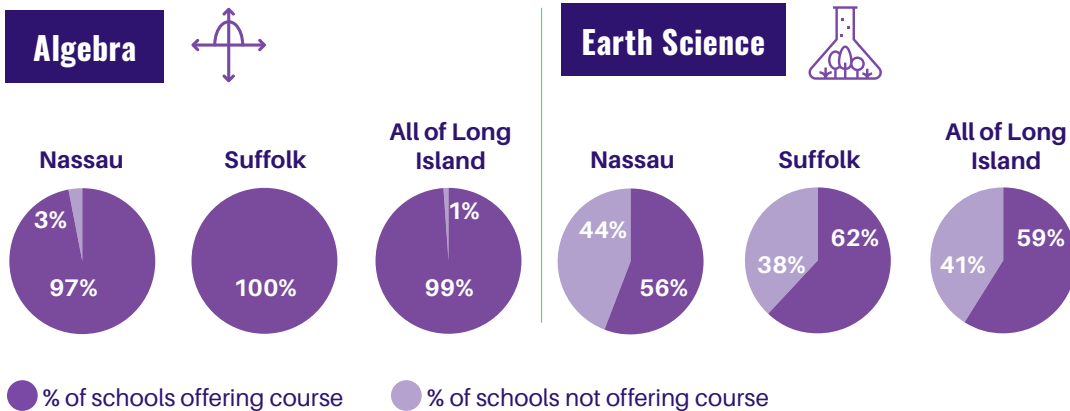 Algebra
Nassau
Suffolk
All of Long
Island
3%
97%
100%
1%
99%
Earth Science
Nassau
Suffolk
All of Long
Island
44%
56%
62%
38%
59%
41%
% of schools offering course
% of schools not offering course